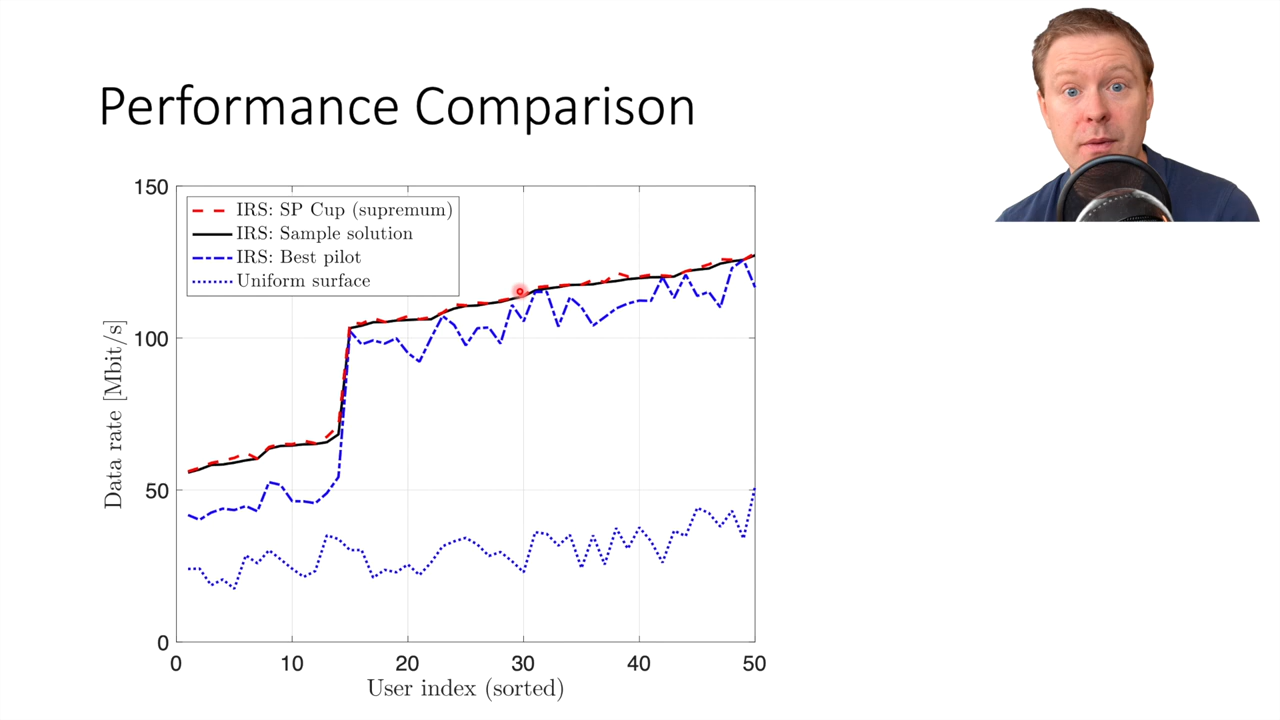 Performance Comparison
150
100
50
0
Data rate [Mbit/s]
IRS: SP Cup (supremum)
IRS: Sample solution
IRS: Best pilot
Uniform surface
0 10 20 30 40 50
User index (sorted)